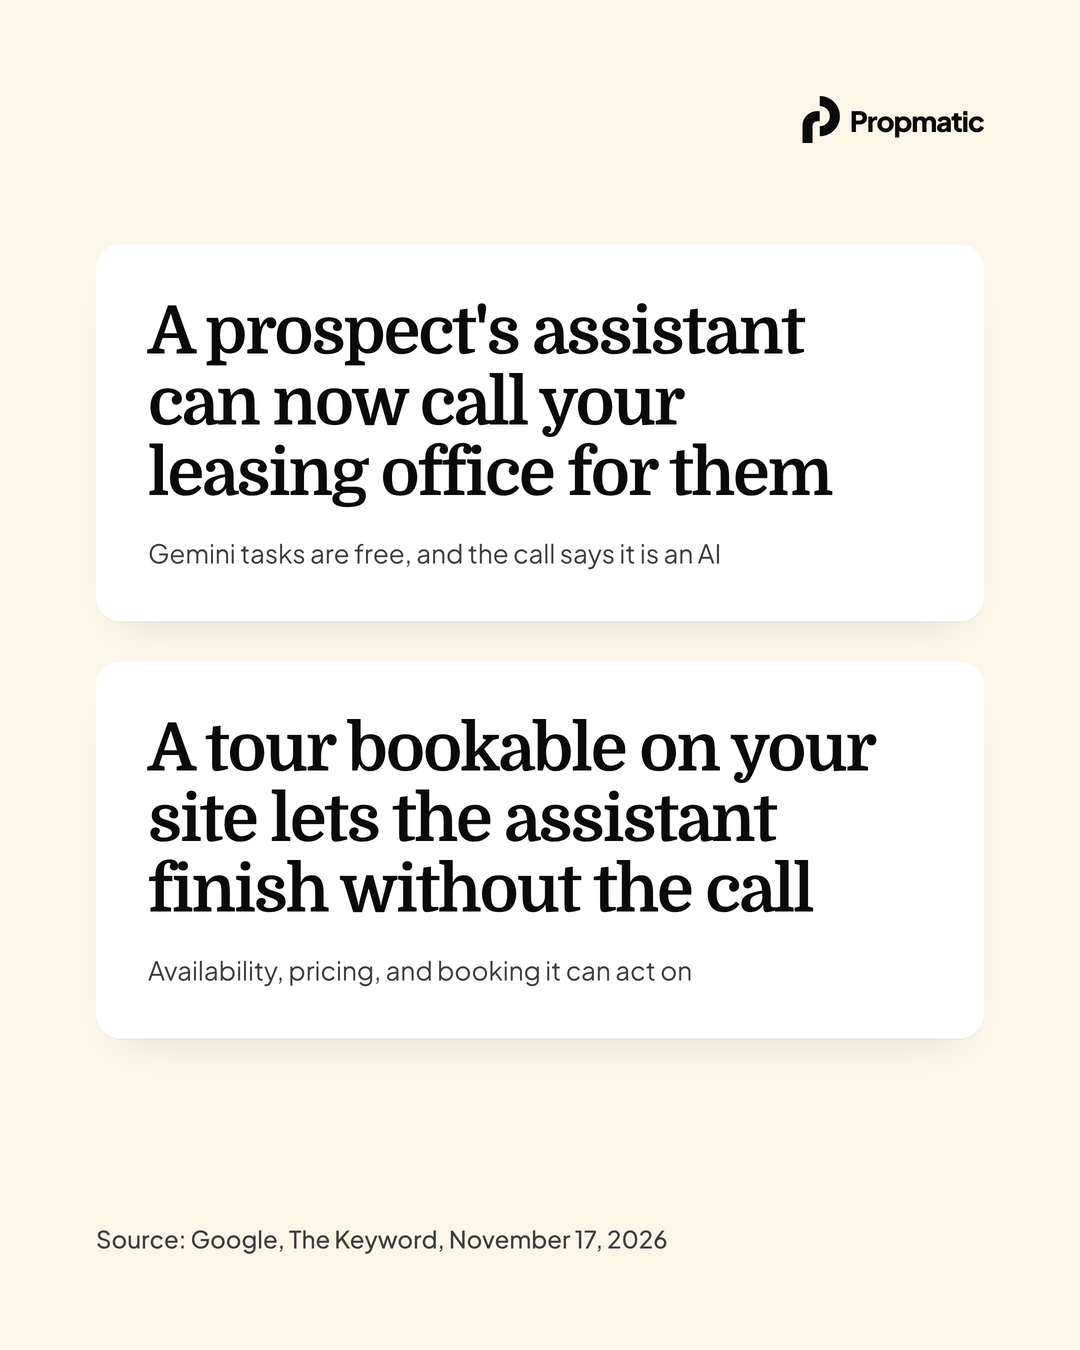 Propmatic
A prospect's assistant
can now call your
leasing office for them
Gemini tasks are free, and the call says it is an AI
A tour bookable on your
site lets the assistant
finish without the call
Availability, pricing, and booking it can act on
Source: Google, The Keyword, November 17, 2026